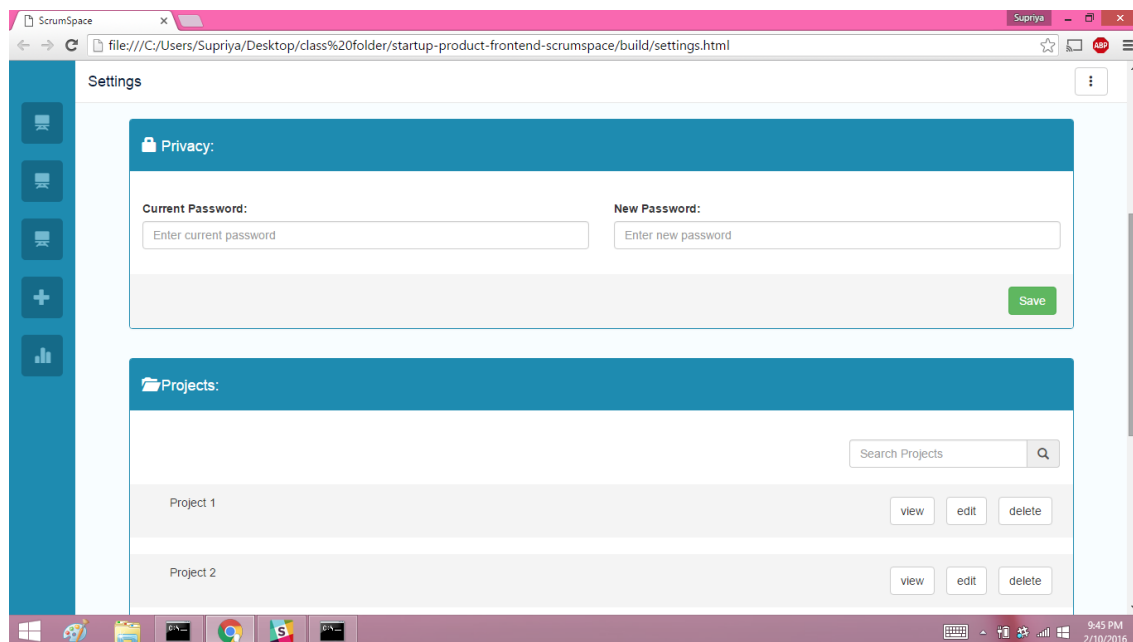 ScrumSpace
Supriya
file:///C:/Users/Supriya/Desktop/class%20folder/startup-product-frontend-scrumspace/build/settings.html
ABP
Settings
Privacy:
Current Password: New Password:
Enter current password Enter new password
Save
Projects:
Search Projects
Project 1 view edit delete
Project 2 view edit delete
9:45 PM
2/10/2016